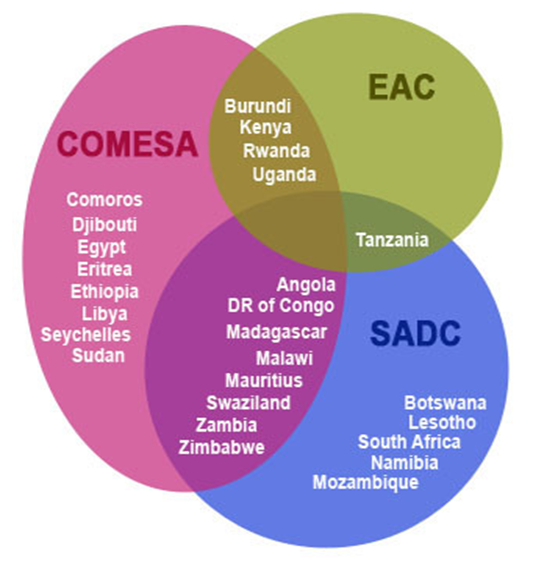 EAC
COMESA
Burundi
Kenya
Rwanda
Uganda
Comoros
Djibouti
Egypt
Eritrea
Ethiopia
Libya
Seychelles
Sudan
Tanzania
Angola
DR of Congo
Madagascar
Malawi
Mauritius
Swaziland
Zambia
Zimbabwe
SADC
Botswana
Lesotho
South Africa
Namibia
Mozambique